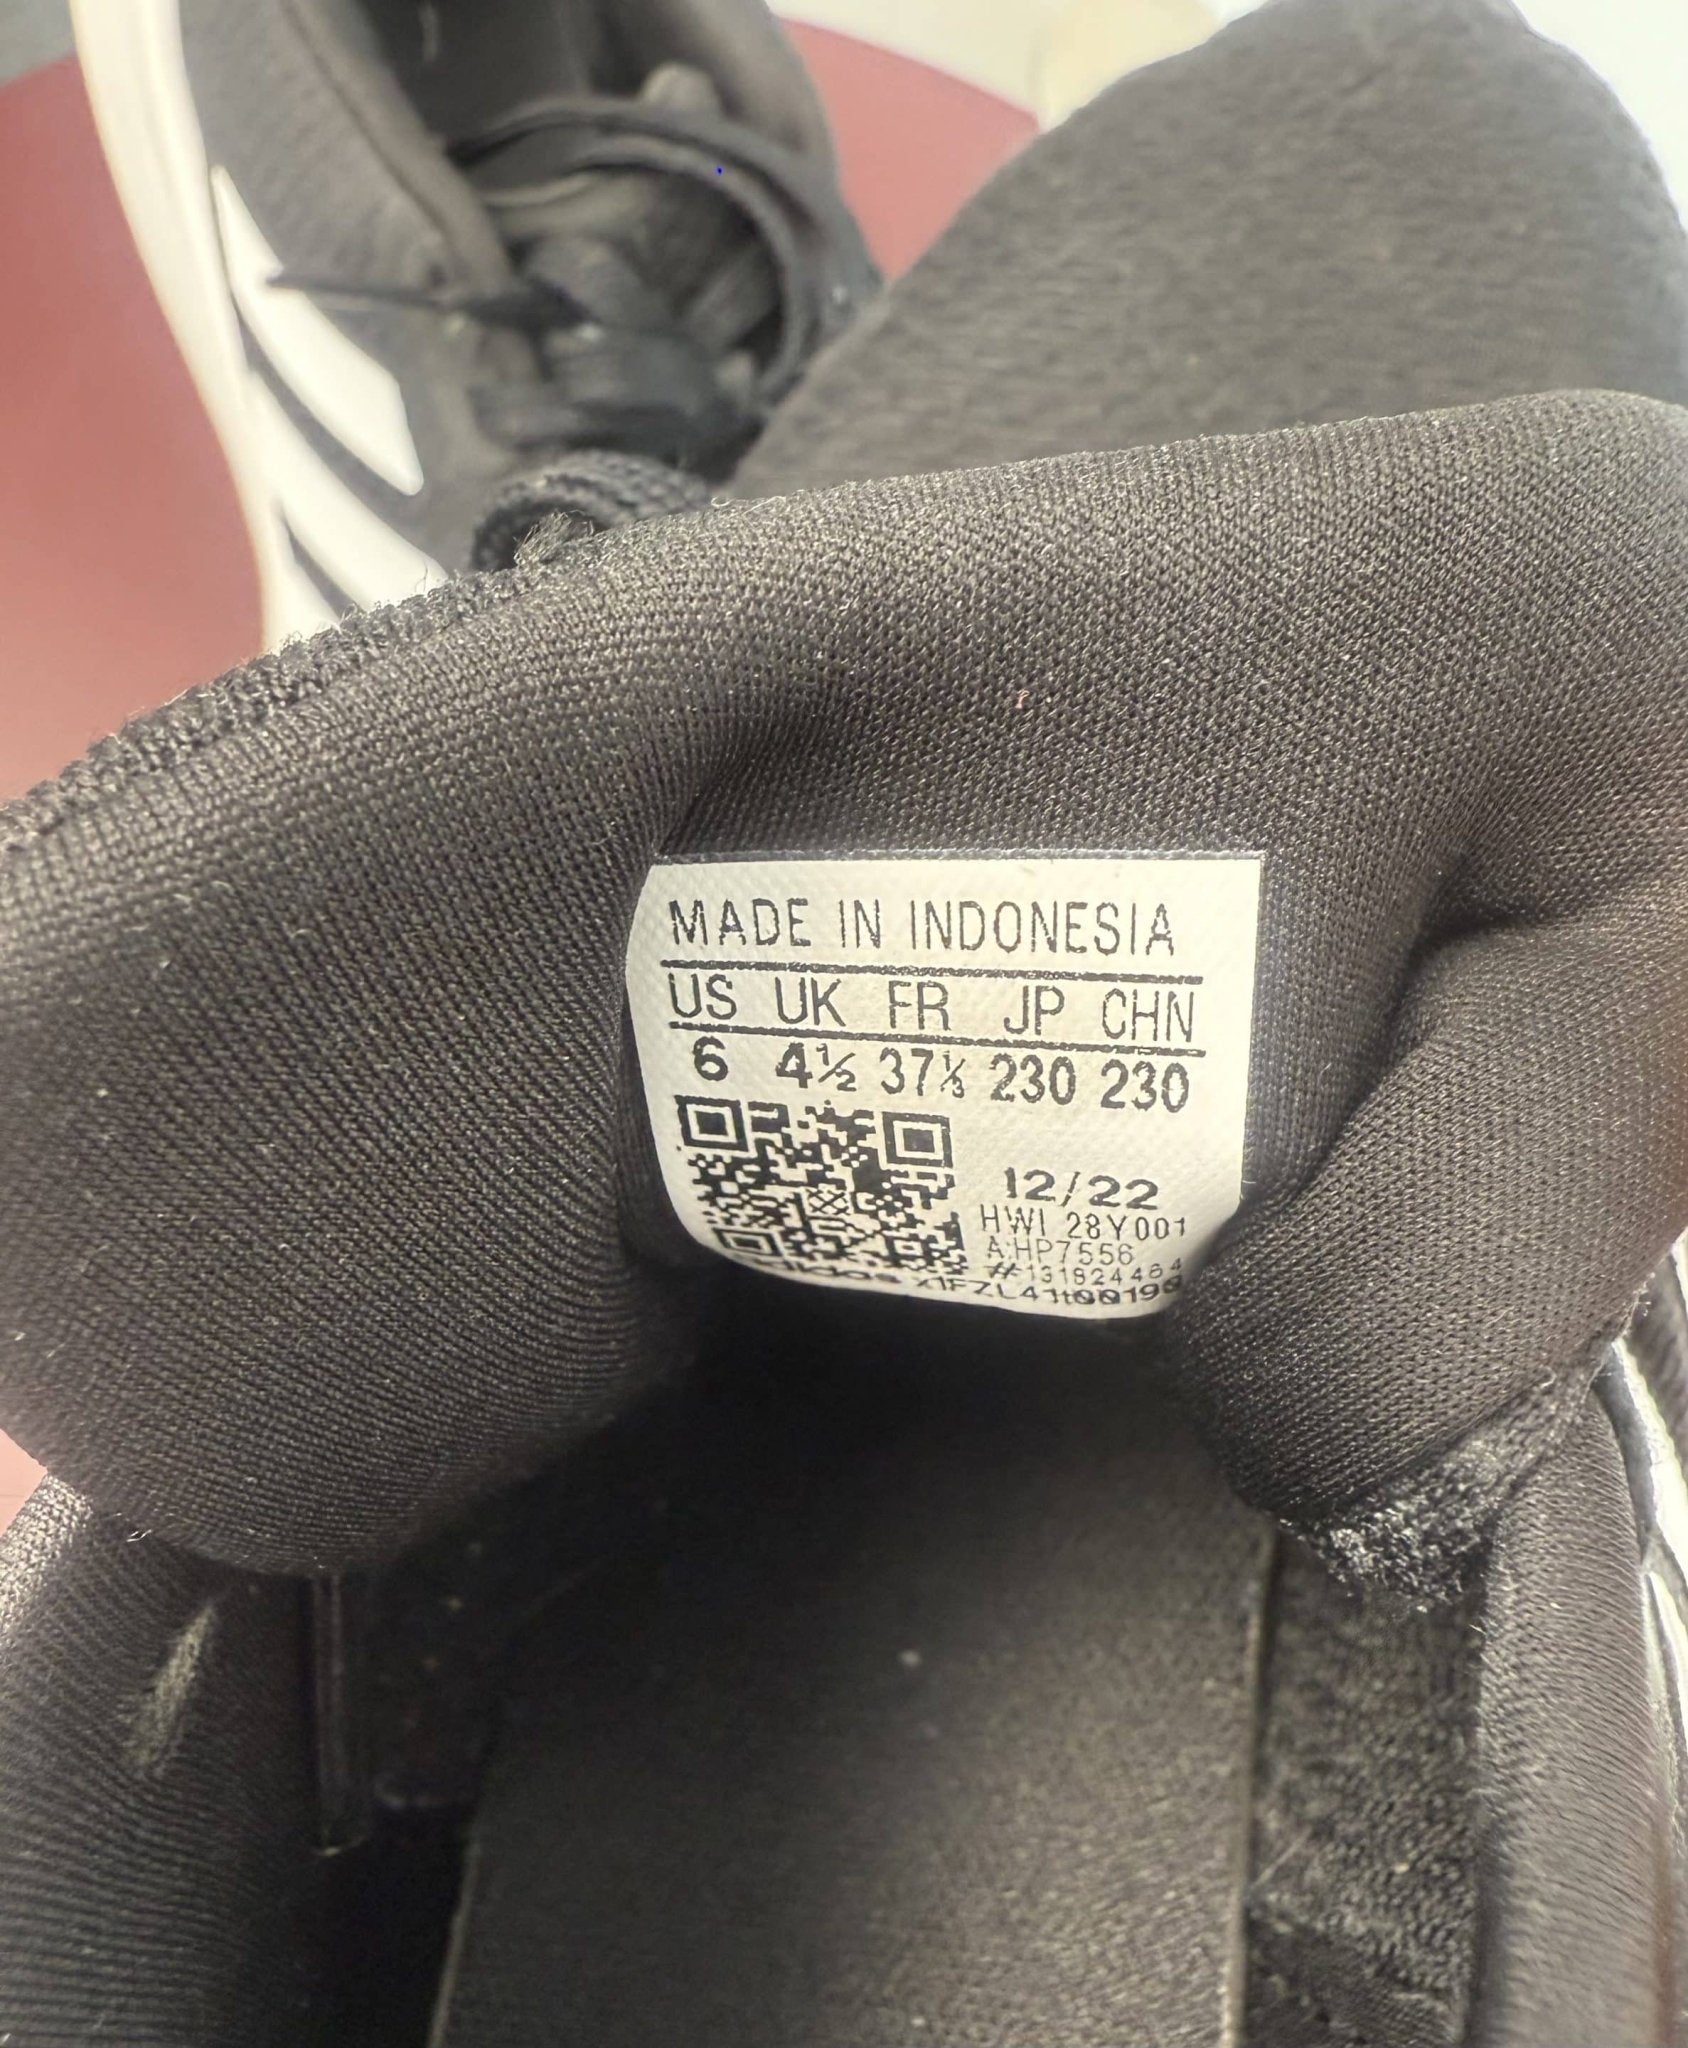 MADE IN INDONESIA
US UK FR JP CHN
6 4½ 37⅓ 230 230
12/22
HWI 28Y001
A:HP7556
#131824464